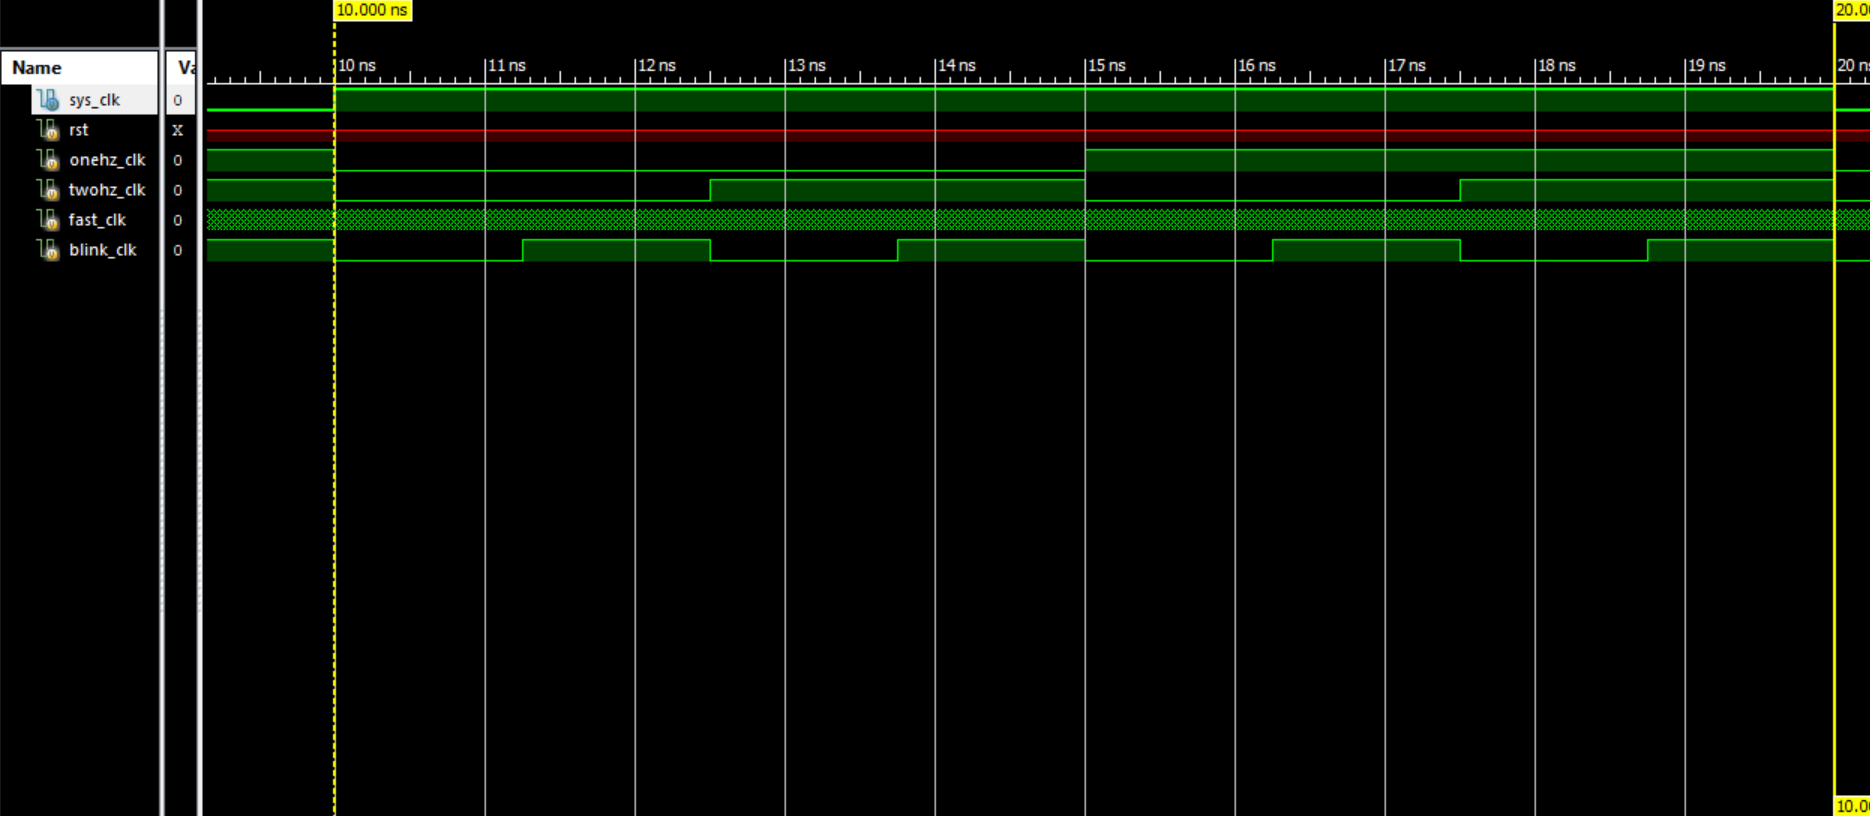 10.000 ns
20.0
Name
Va
10 ns
11 ns
12 ns
13 ns
14 ns
15 ns
16 ns
17 ns
18 ns
19 ns
20 ns
sys_clk 0
rst X
onehz_clk 0
twohz_clk 0
fast_clk 0
blink_clk 0
10.00